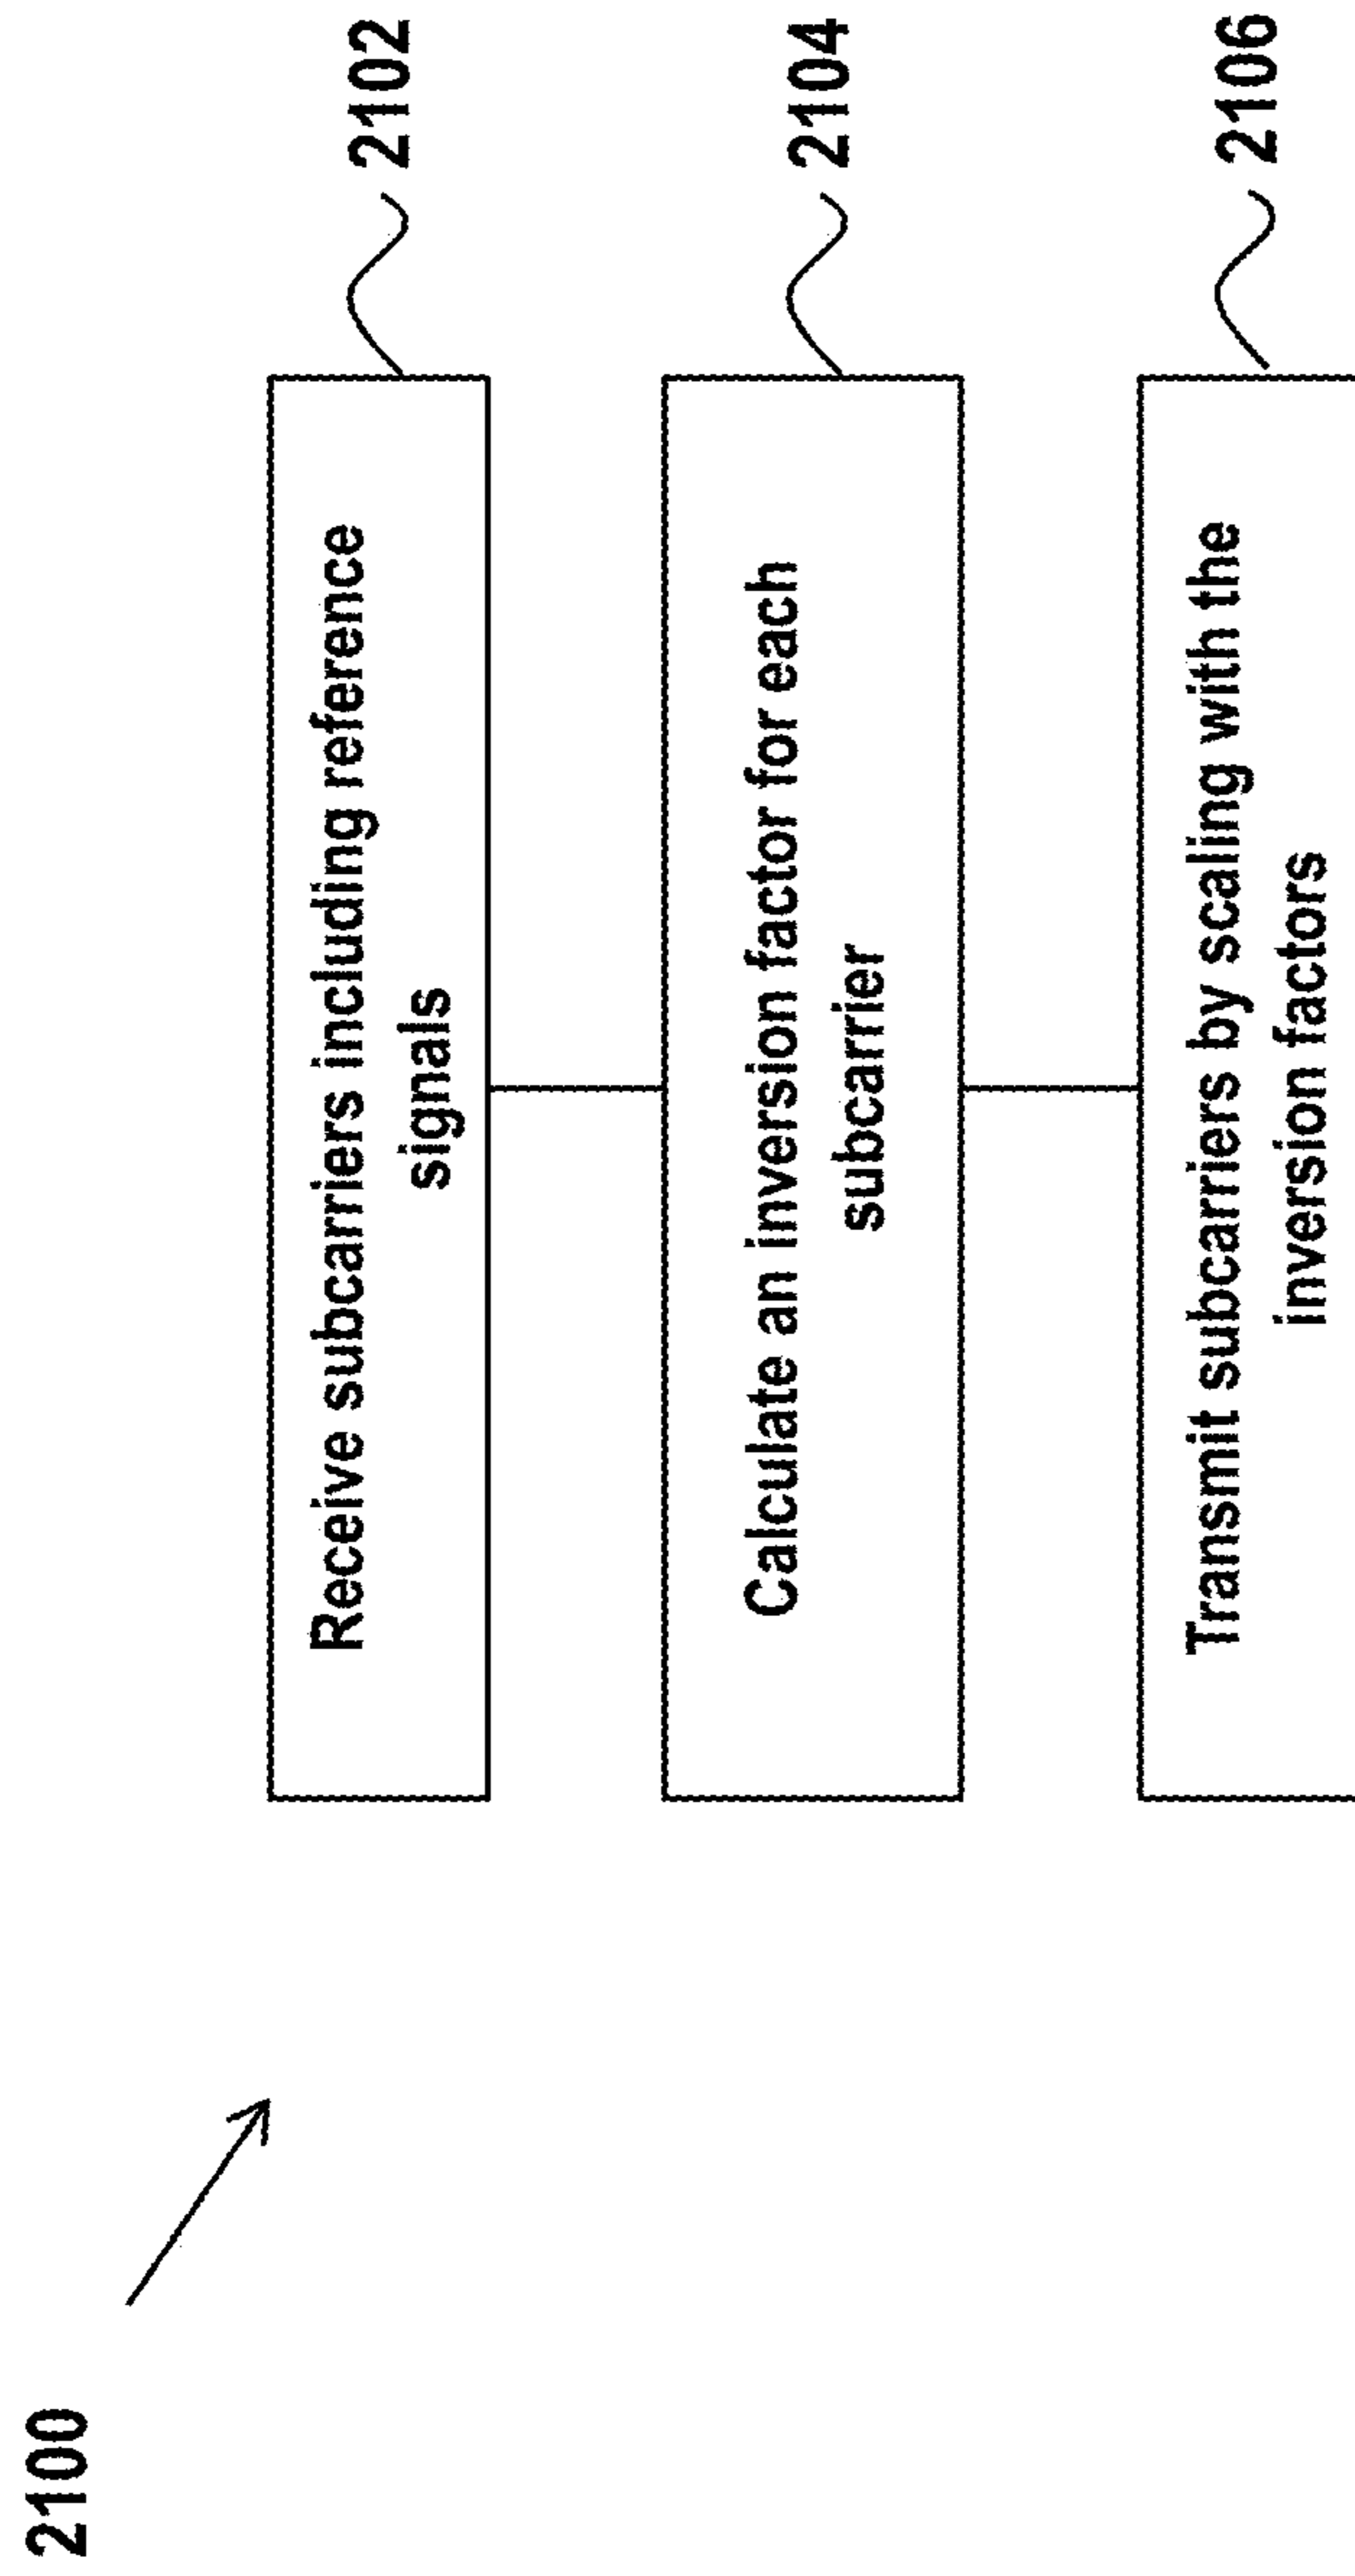 2100
Receive subcarriers including reference
signals
2102
Calculate an inversion factor for each
subcarrier
2104
Transmit subcarriers by scaling with the
inversion factors
2106